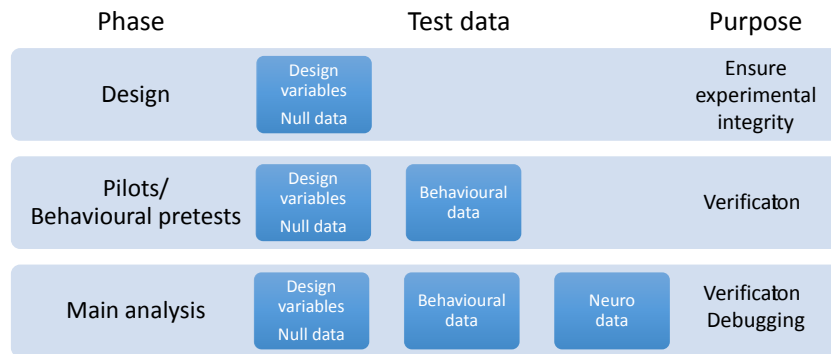 Phase Test data Purpose
Design
Design
variables
Null data
Ensure
experimental
integrity
Pilots/
Behavioural pretests
Design
variables
Null data
Behavioural
data
Verificaton
Main analysis
Design
variables
Null data
Behavioural
data
Neuro
data
Verificaton
Debugging